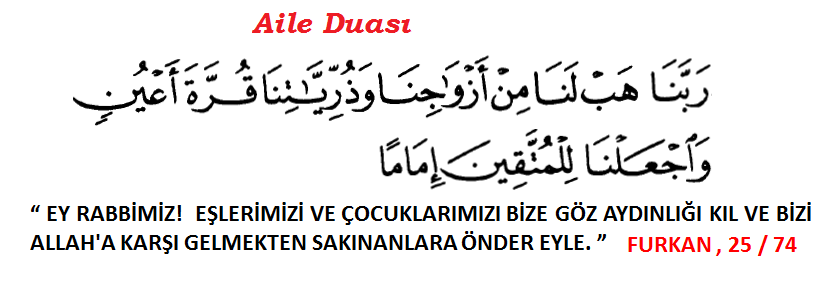 Aile Duası
رَبَّنَا هَبْ لَنَا مِنْ أَزْوَاجِنَا وَذُرِّيَّاتِنَا قُرَّةَ أَعْيُنٍ
وَاجْعَلْنَا لِلْمُتَّقِينَ إِمَامًا
“ EY RABBİMİZ! EŞLERİMİZİ VE ÇOCUKLARIMIZI BİZE GÖZ AYDINLIĞI KIL VE BİZİ
ALLAH'A KARŞI GELMEKTEN SAKINANLARA ÖNDER EYLE. ” FURKAN , 25 / 74